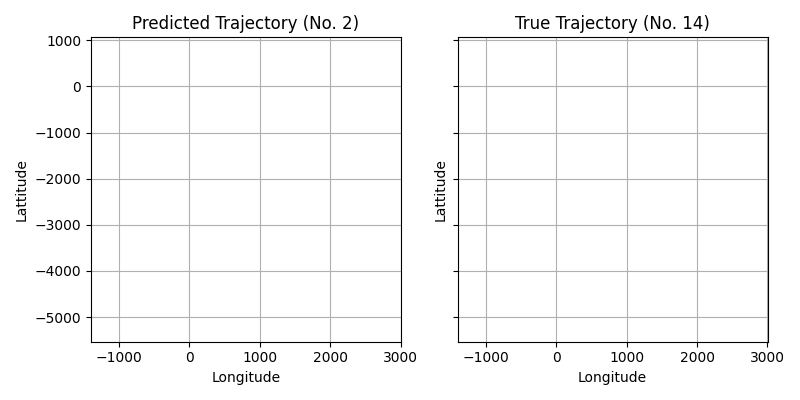 Predicted Trajectory (No. 2)
1000
0
−1000
−2000
−3000
−4000
−5000
Lattitude
−1000 0 1000 2000 3000
Longitude
True Trajectory (No. 14)
Lattitude
−1000 0 1000 2000 3000
Longitude